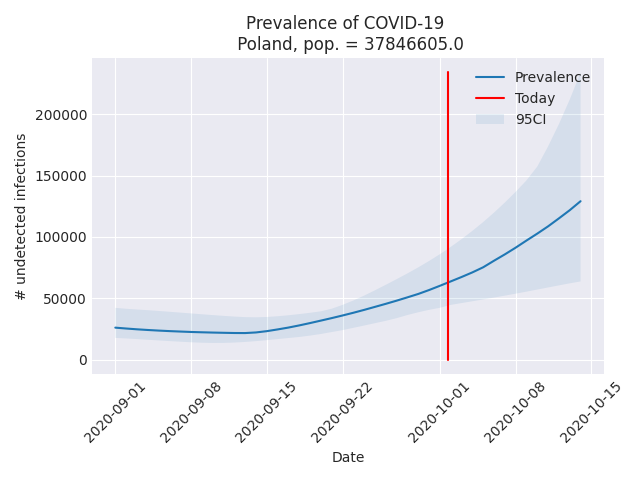 Prevalence of COVID-19
Poland, pop. = 37846605.0
Prevalence
Today
95CI
200000
150000
100000
50000
0
# undetected infections
2020-09-01
2020-09-08
2020-09-15
2020-09-22
2020-10-01
2020-10-08
2020-10-15
Date